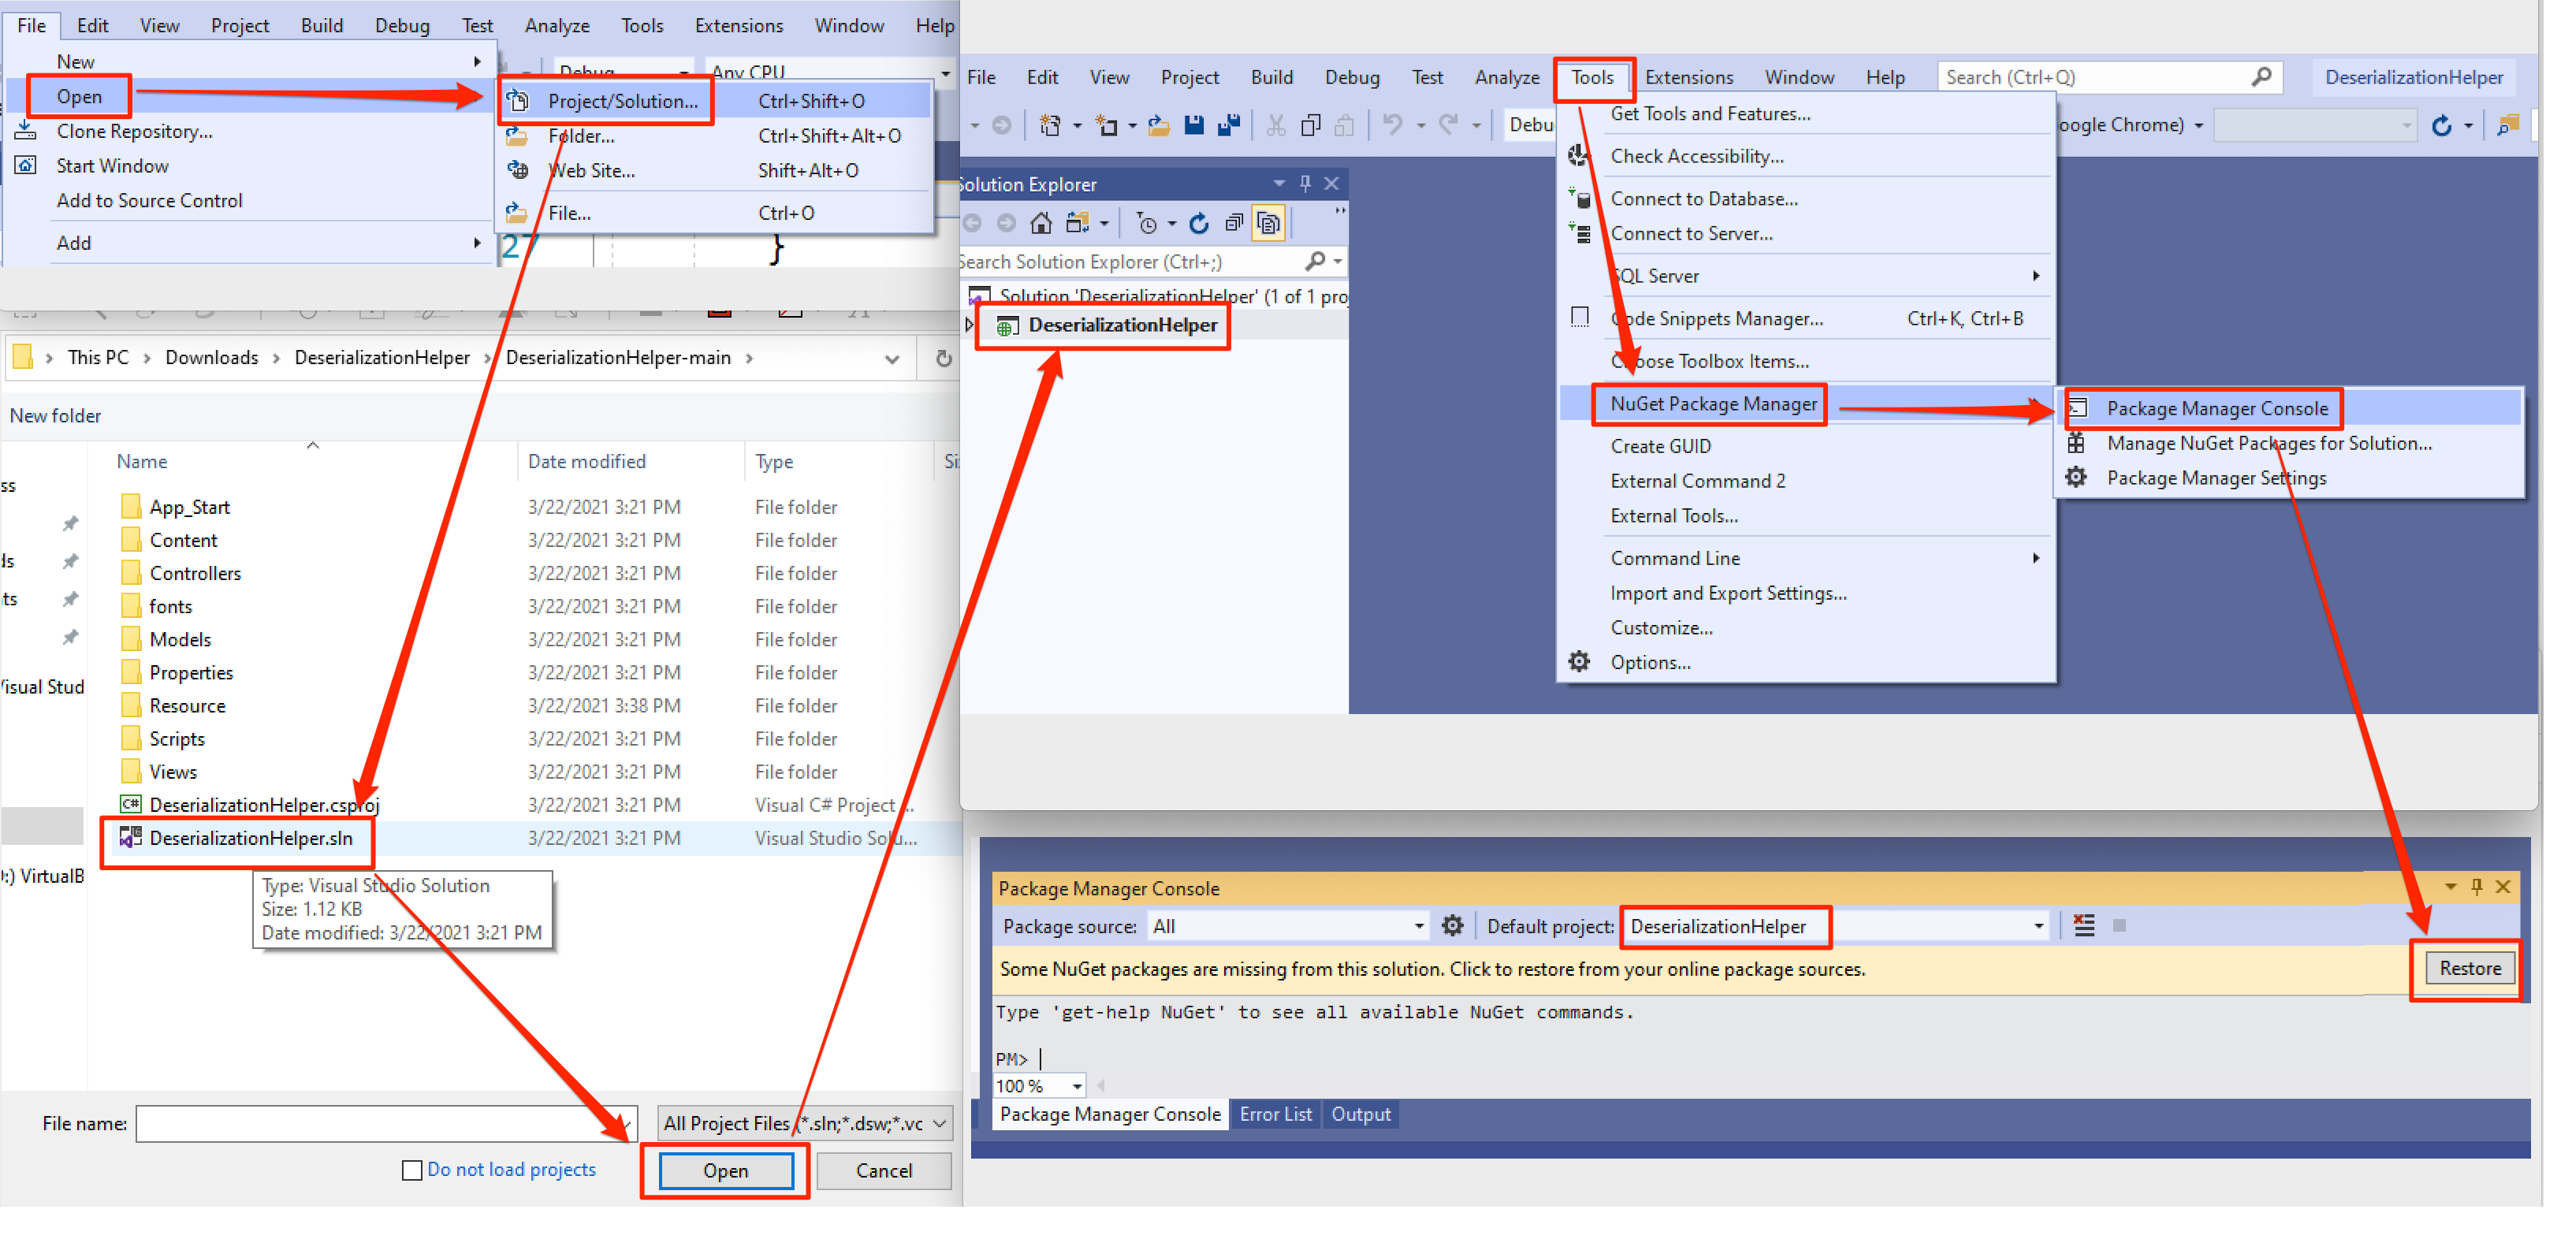 File Edit View Project Build Debug Test Analyze Tools Extensions Window Help
New
Open
Clone Repository...
Start Window
Add to Source Control
Add
Debug Any CPU
Project/Solution... Ctrl+Shift+O
Folder... Ctrl+Shift+Alt+O
Web Site... Shift+Alt+O
File... Ctrl+O
27 }
This PC > Downloads > DeserializationHelper > DeserializationHelper-main >
New folder
Name Date modified Type
App_Start 3/22/2021 3:21 PM File folder
Content 3/22/2021 3:21 PM File folder
Controllers 3/22/2021 3:21 PM File folder
fonts 3/22/2021 3:21 PM File folder
Models 3/22/2021 3:21 PM File folder
Properties 3/22/2021 3:21 PM File folder
Resource 3/22/2021 3:38 PM File folder
Scripts 3/22/2021 3:21 PM File folder
Views 3/22/2021 3:21 PM File folder
DeserializationHelper.csproj 3/22/2021 3:21 PM Visual C# Project ...
DeserializationHelper.sln 3/22/2021 3:21 PM Visual Studio Solu...
isual Stud
:) VirtualB
Type: Visual Studio Solution
Size: 1.12 KB
Date modified: 3/22/2021 3:21 PM
File name: All Project Files (*.sln;*.dsw;*.vc
Do not load projects
Open Cancel
File Edit View Project Build Debug Test Analyze Tools Extensions Window Help Search (Ctrl+Q) DeserializationHelper
Debu oogle Chrome)
Solution Explorer
Search Solution Explorer (Ctrl+;)
Solution 'DeserializationHelper' (1 of 1 pro
DeserializationHelper
Get Tools and Features...
Check Accessibility...
Connect to Database...
Connect to Server...
SQL Server
Code Snippets Manager... Ctrl+K, Ctrl+B
Choose Toolbox Items...
NuGet Package Manager
Create GUID
External Command 2
External Tools...
Command Line
Import and Export Settings...
Customize...
Options...
Package Manager Console
Manage NuGet Packages for Solution...
Package Manager Settings
Package Manager Console
Package source: All Default project: DeserializationHelper
Some NuGet packages are missing from this solution. Click to restore from your online package sources. Restore
Type 'get-help NuGet' to see all available NuGet commands.
PM>
100 %
Package Manager Console Error List Output